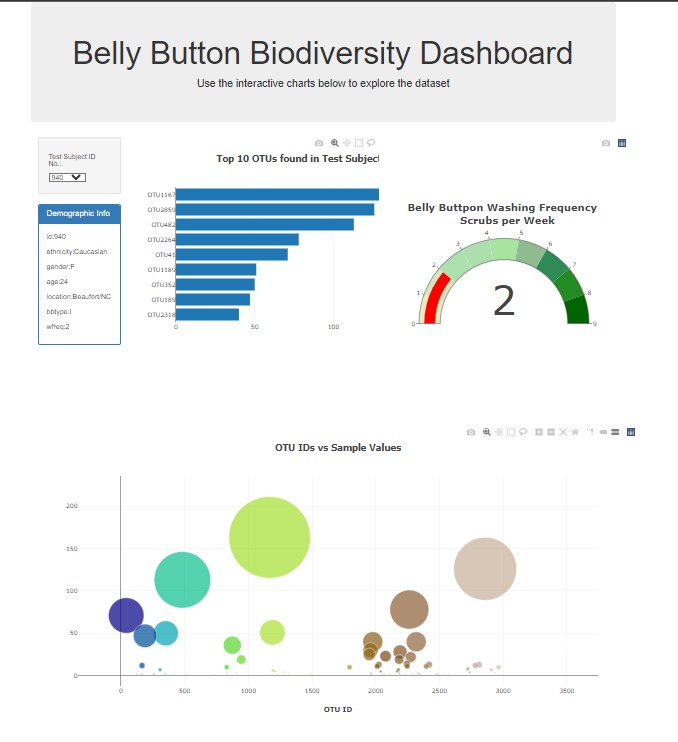 Belly Button Biodiversity Dashboard
Use the interactive charts below to explore the dataset
Test Subject ID
No.:
940
Demographic Info
id:940
ethnicity:Caucasian
gender:F
age:24
location:Beaufort/NC
bbtype:I
wfreq:2
Top 10 OTUs found in Test Subject
OTU1167
OTU2859
OTU482
OTU2264
OTU41
OTU1189
OTU352
OTU189
OTU2318
0 50 100
Belly Buttpon Washing Frequency
Scrubs per Week
0
1
2
3
4
5
6
7
8
9
2
OTU IDs vs Sample Values
200
150
100
50
0
0 500 1000 1500 2000 2500 3000 3500
OTU ID